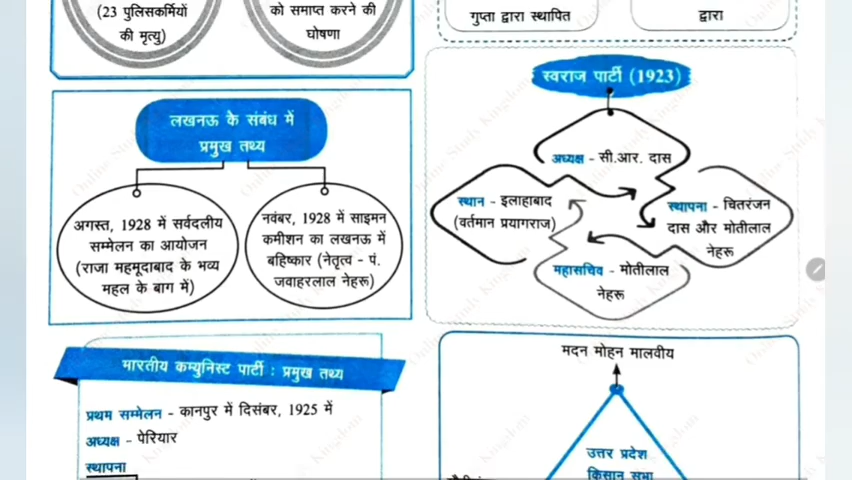 (23 पुलिसकर्मियों
की मृत्यु)
को समाप्त करने की
घोषणा
गुप्ता द्वारा स्थापित
द्वारा
लखनऊ के संबंध में
प्रमुख तथ्य
अगस्त, 1928 में सर्वदलीय
सम्मेलन का आयोजन
(राजा महमूदाबाद के भव्य
महल के बाग में)
नवंबर, 1928 में साइमन
कमीशन का लखनऊ में
बहिष्कार (नेतृत्व - पं.
जवाहरलाल नेहरू)
स्वराज पार्टी (1923)
अध्यक्ष - सी.आर. दास
स्थान - इलाहाबाद
(वर्तमान प्रयागराज)
स्थापना - चितरंजन
दास और मोतीलाल
नेहरू
महासचिव - मोतीलाल
नेहरू
भारतीय कम्युनिस्ट पार्टी : प्रमुख तथ्य
प्रथम सम्मेलन - कानपुर में दिसंबर, 1925 में
अध्यक्ष - पेरियार
स्थापना
मदन मोहन मालवीय
उत्तर प्रदेश
किसान सभा